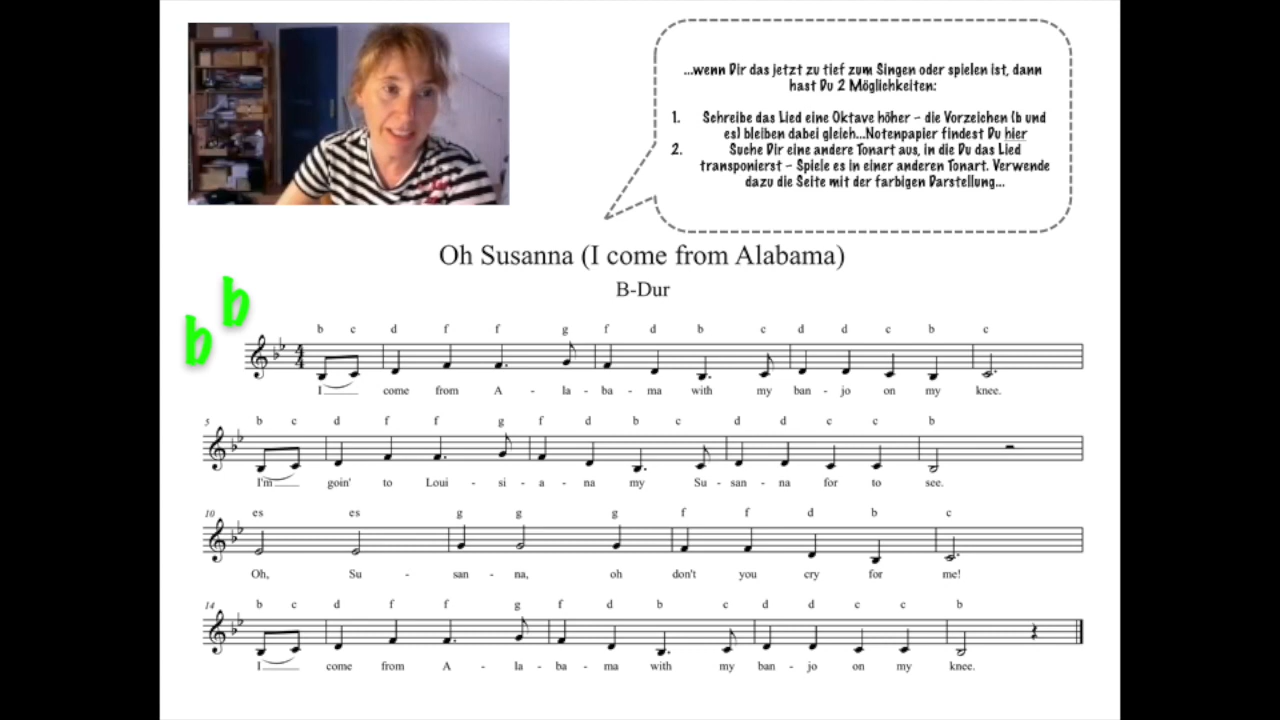 ...wenn Dir das jetzt zu tief zum Singen oder spielen ist, dann
hast Du 2 Möglichkeiten:
1. Schreibe das Lied eine Oktave höher – die Vorzeichen (b und
es) bleiben dabei gleich...Notenpapier findest Du hier
2. Suche Dir eine andere Tonart aus, in die Du das Lied
transponierst – Spiele es in einer anderen Tonart. Verwende
dazu die Seite mit der farbigen Darstellung...
Oh Susanna (I come from Alabama)
B-Dur
b
b
b c d f f g f d b c d d c b c
4
4
I come from A - la - ba - ma with my ban - jo on my knee.
5 b c d f f g f d b c d d c c b
I'm goin' to Loui - si - a - na my Su - san - na for to see.
10 es es g g g f f d b c
Oh, Su - san - na, oh don't you cry for me!
14 b c d f f g f d b c d d c c b
I come from A - la - ba - ma with my ban - jo on my knee.